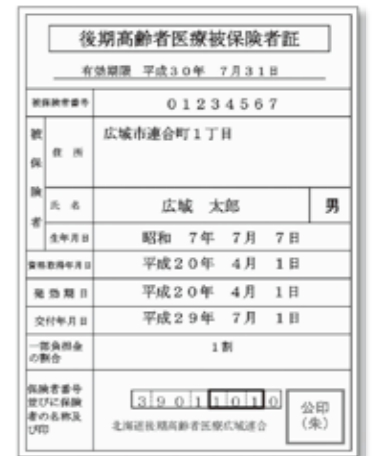 後期高齢者医療被保険者証
有効期限 平成30年 7月31日
被保険者番号 01234567
被保険者
住所 広域市連合町1丁目
氏名 広域 太郎 男
生年月日 昭和 7年 7月 7日
資格取得年月日 平成20年 4月 1日
発効期日 平成20年 4月 1日
交付年月日 平成29年 7月 1日
一部負担金
の割合 1割
保険者番号
並びに保険
者の名称及
び印
39011010
北海道後期高齢者医療広域連合
公印
(朱)